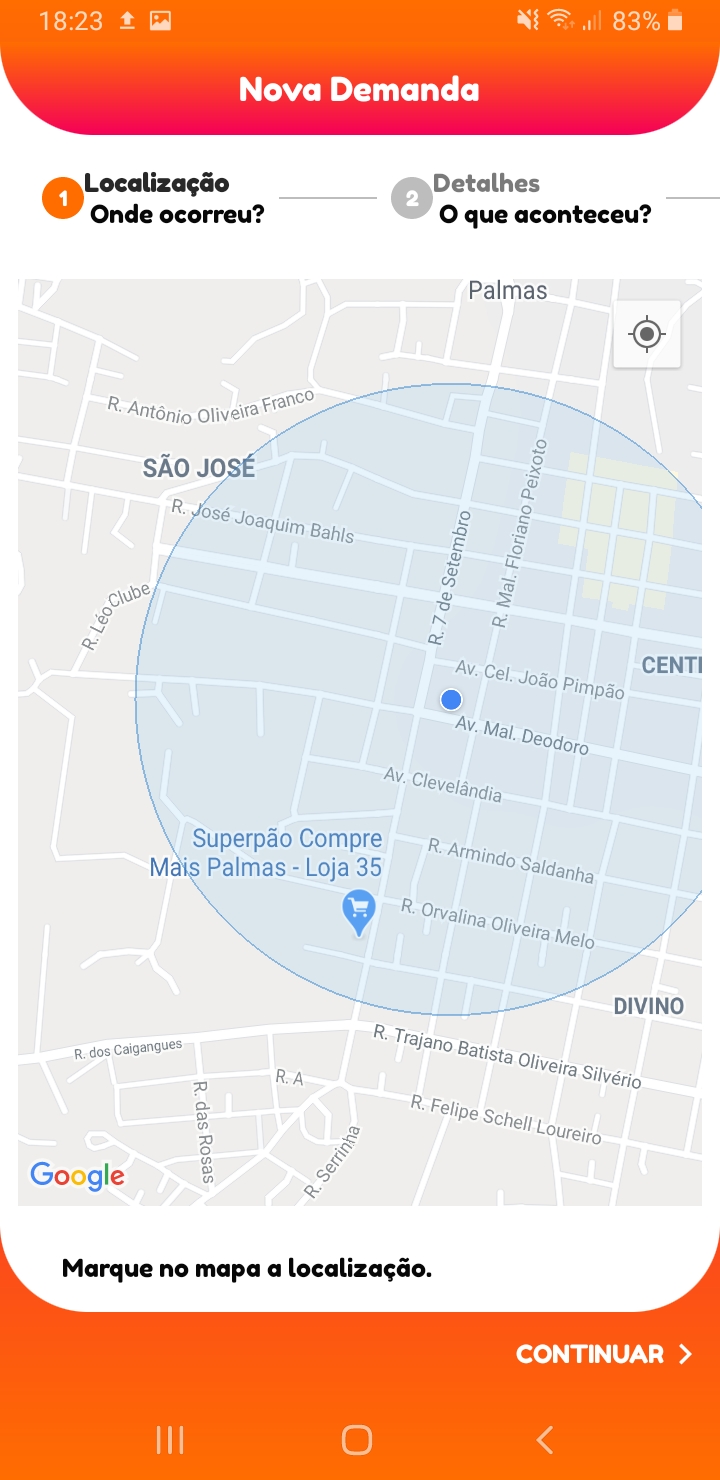 18:23
83%
Nova Demanda
1
Localização
Onde ocorreu?
2
Detalhes
O que aconteceu?
Palmas
R. Antônio Oliveira Franco
SÃO JOSÉ
R. José Joaquim Bahls
R. Mal. Floriano Peixoto
R. 7 de Setembro
R. Léo Clube
CENT
Av. Cel. João Pimpão
Av. Mal. Deodoro
Av. Clevelândia
Superpão Compre
Mais Palmas - Loja 35
R. Armindo Saldanha
R. Orvalina Oliveira Melo
DIVINO
R. Trajano Batista Oliveira Silvério
R. dos Caigangues
R. A
R. das Rosas
R. Felipe Schell Loureiro
R. Serrinha
Google
Marque no mapa a localização.
CONTINUAR